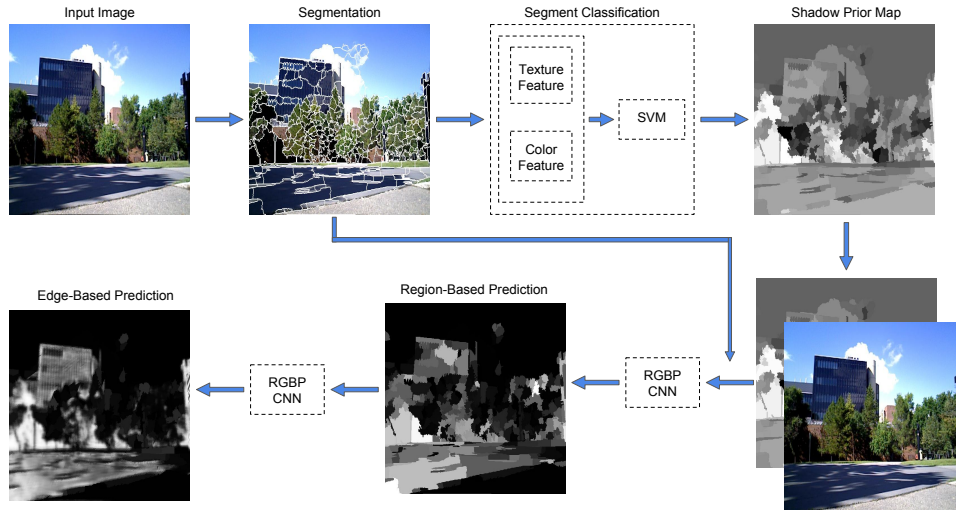 Input Image
Segmentation
Segment Classification
Shadow Prior Map
Texture
Feature
SVM
Color
Feature
Edge-Based Prediction
Region-Based Prediction
RGBP
CNN
RGBP
CNN